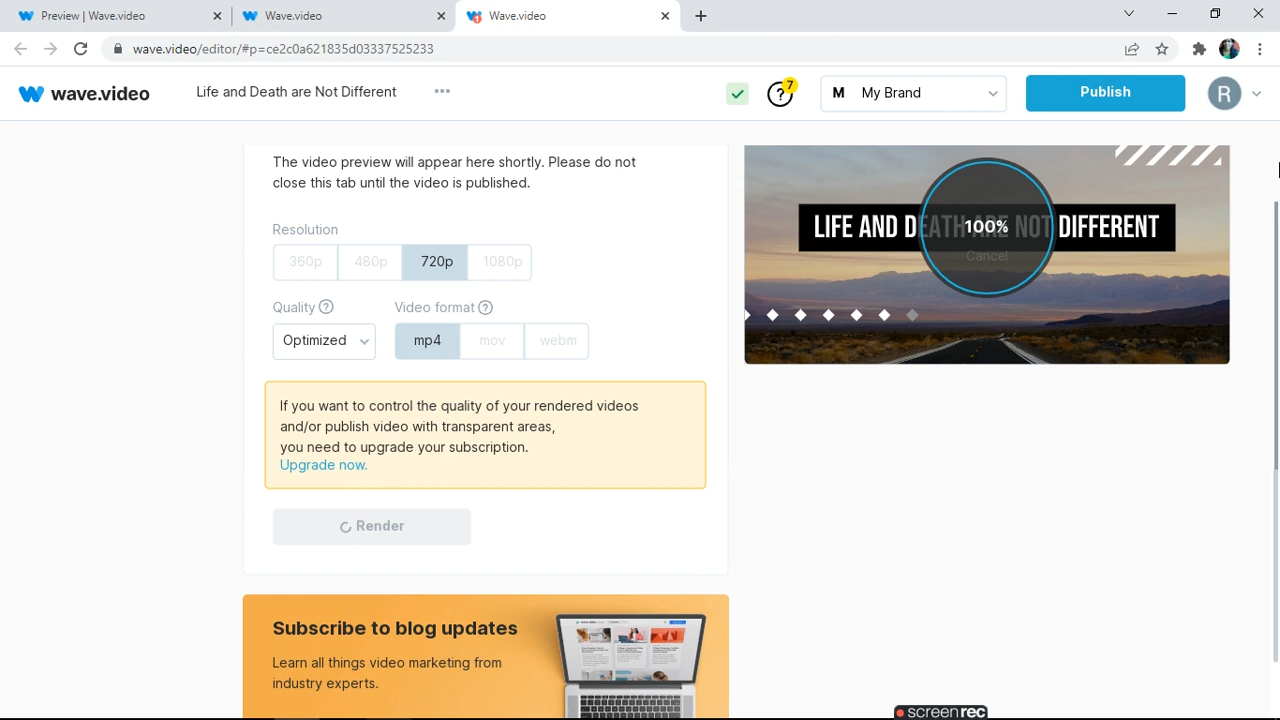 Preview | Wave.video
Wave.video
Wave.video
wave.video/editor/#p=ce2c0a621835d03337525233
wave.video
Life and Death are Not Different
7
M My Brand
Publish
R
The video preview will appear here shortly. Please do not
close this tab until the video is published.
Resolution
360p 480p 720p 1080p
Quality Video format
Optimized mp4 mov webm
If you want to control the quality of your rendered videos
and/or publish video with transparent areas,
you need to upgrade your subscription.
Upgrade now.
Render
LIFE AND DEATH ARE NOT DIFFERENT
100%
Cancel
Subscribe to blog updates
Learn all things video marketing from
industry experts.
screenrec